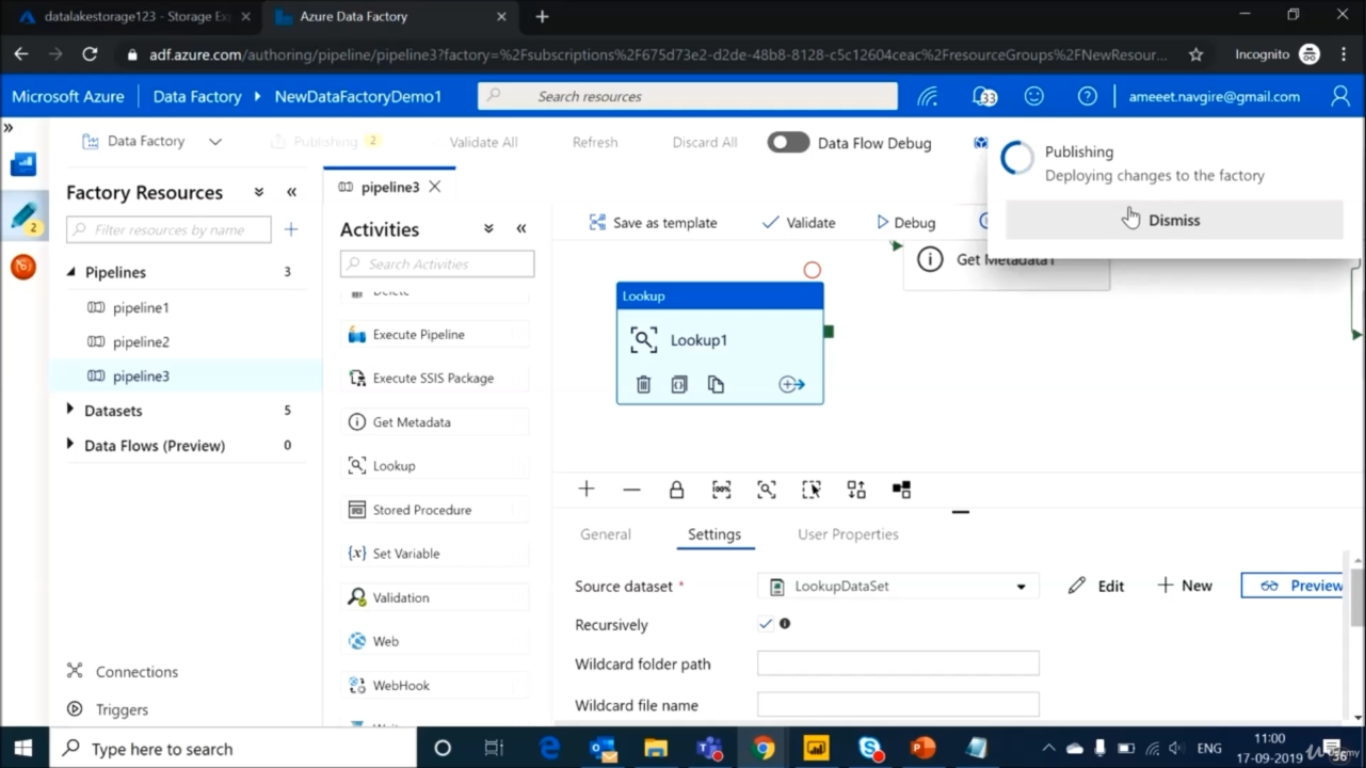 datalakestorage123 - Storage Ex
Azure Data Factory
adf.azure.com/authoring/pipeline/pipeline3?factory=%2Fsubscriptions%2F675d73e2-d2de-48b8-8128-c5c12604ceac%2FresourceGroups%2FNewResour...
Incognito
Microsoft Azure
Data Factory
NewDataFactoryDemo1
Search resources
33
ameeet.navgire@gmail.com
Data Factory
Publishing 2
Validate All
Refresh
Discard All
Data Flow Debug
Publishing
Deploying changes to the factory
Dismiss
2
Factory Resources
Filter resources by name
Pipelines 3
pipeline1
pipeline2
pipeline3
Datasets 5
Data Flows (Preview) 0
Connections
Triggers
pipeline3
Activities
Search Activities
Delete
Execute Pipeline
Execute SSIS Package
Get Metadata
Lookup
Stored Procedure
Set Variable
Validation
Web
WebHook
Save as template
Validate
Debug
Get Metadata1
Lookup
Lookup1
100%
General
Settings
User Properties
Source dataset *
LookupDataSet
Edit
New
Preview
Recursively
Wildcard folder path
Wildcard file name
Type here to search
ENG
11:00
17-09-2019
36